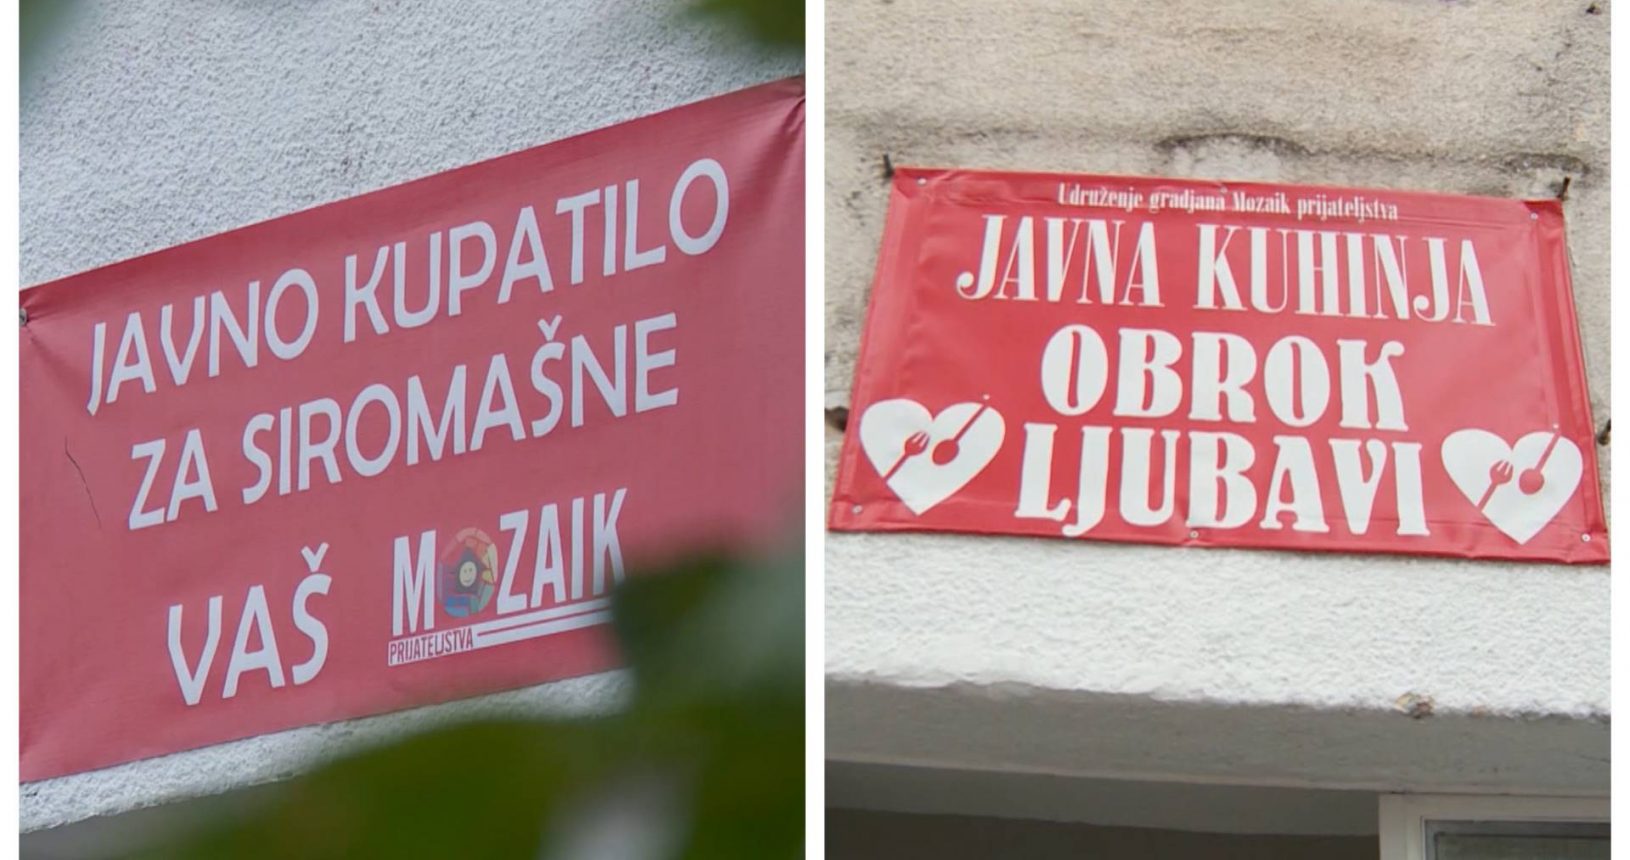 JAVNO KUPATILO
ZA SIROMAŠNE
VAŠ MOZAIK
PRIJATELJSTVA
Udruženje gradjana Mozaik prijateljstva
JAVNA KUHINJA
OBROK
LJUBAVI